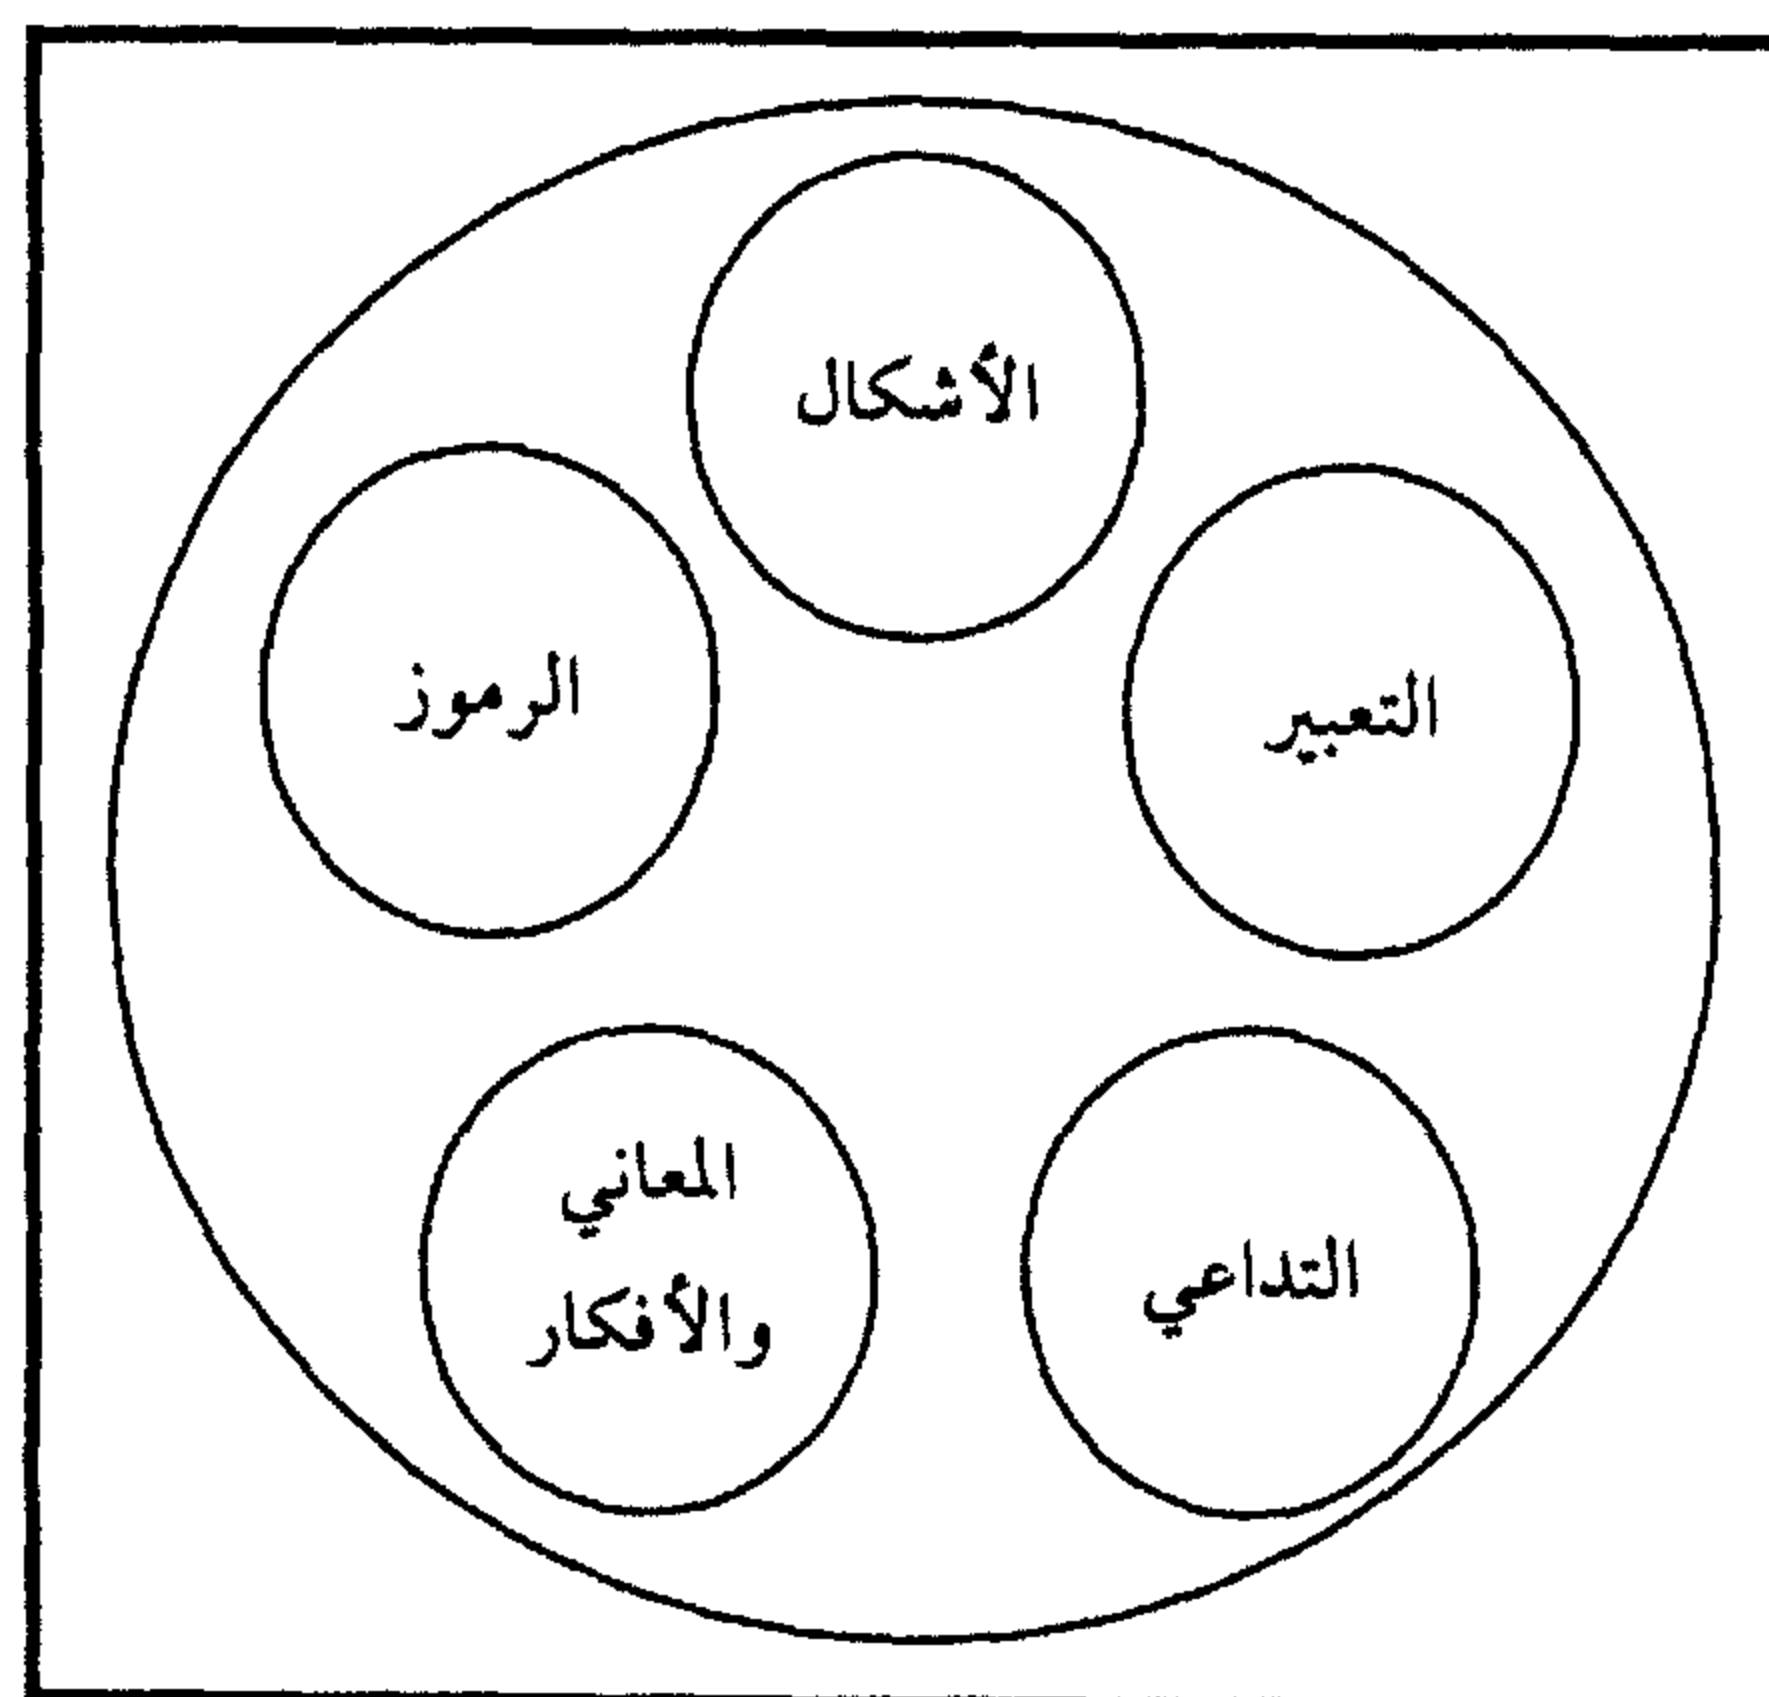 الأشكال
الرموز
التعبير
المعاني
والأفكار
التداعي